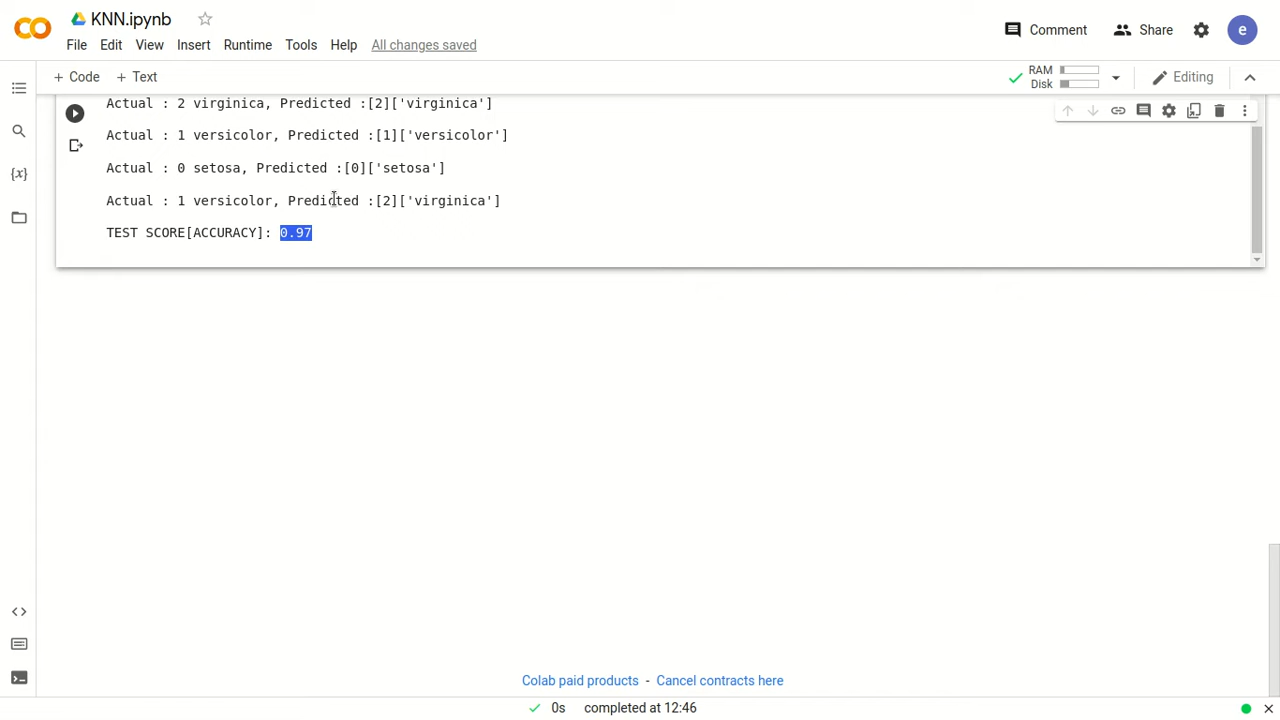 KNN.ipynb
Comment
Share
e
File Edit View Insert Runtime Tools Help All changes saved
+ Code + Text
RAM
Disk
Editing
Actual : 2 virginica, Predicted :[2]['virginica']
Actual : 1 versicolor, Predicted :[1]['versicolor']
Actual : 0 setosa, Predicted :[0]['setosa']
Actual : 1 versicolor, Predicted :[2]['virginica']
TEST SCORE[ACCURACY]: 0.97
{x}
Colab paid products - Cancel contracts here
0s completed at 12:46